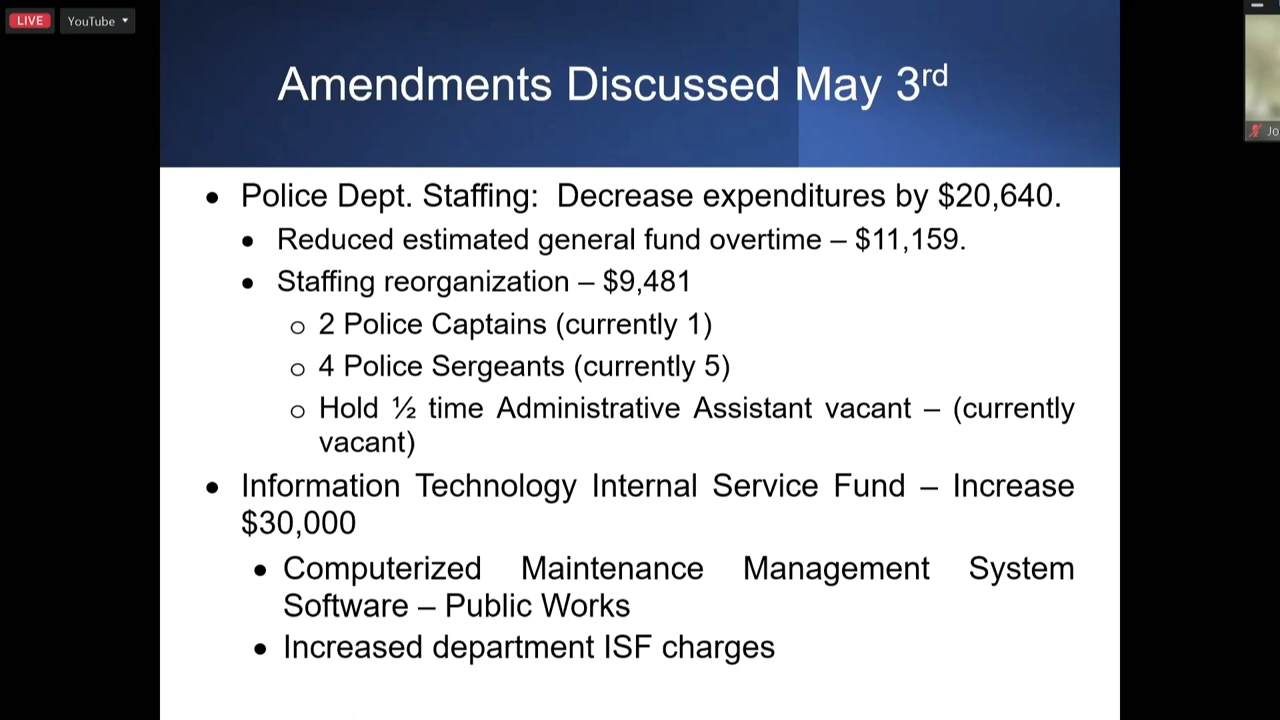 LIVE
YouTube
Amendments Discussed May 3rd
• Police Dept. Staffing: Decrease expenditures by $20,640.
• Reduced estimated general fund overtime – $11,159.
• Staffing reorganization – $9,481
o 2 Police Captains (currently 1)
o 4 Police Sergeants (currently 5)
o Hold ½ time Administrative Assistant vacant – (currently
vacant)
• Information Technology Internal Service Fund – Increase
$30,000
• Computerized Maintenance Management System
Software – Public Works
• Increased department ISF charges
Jo